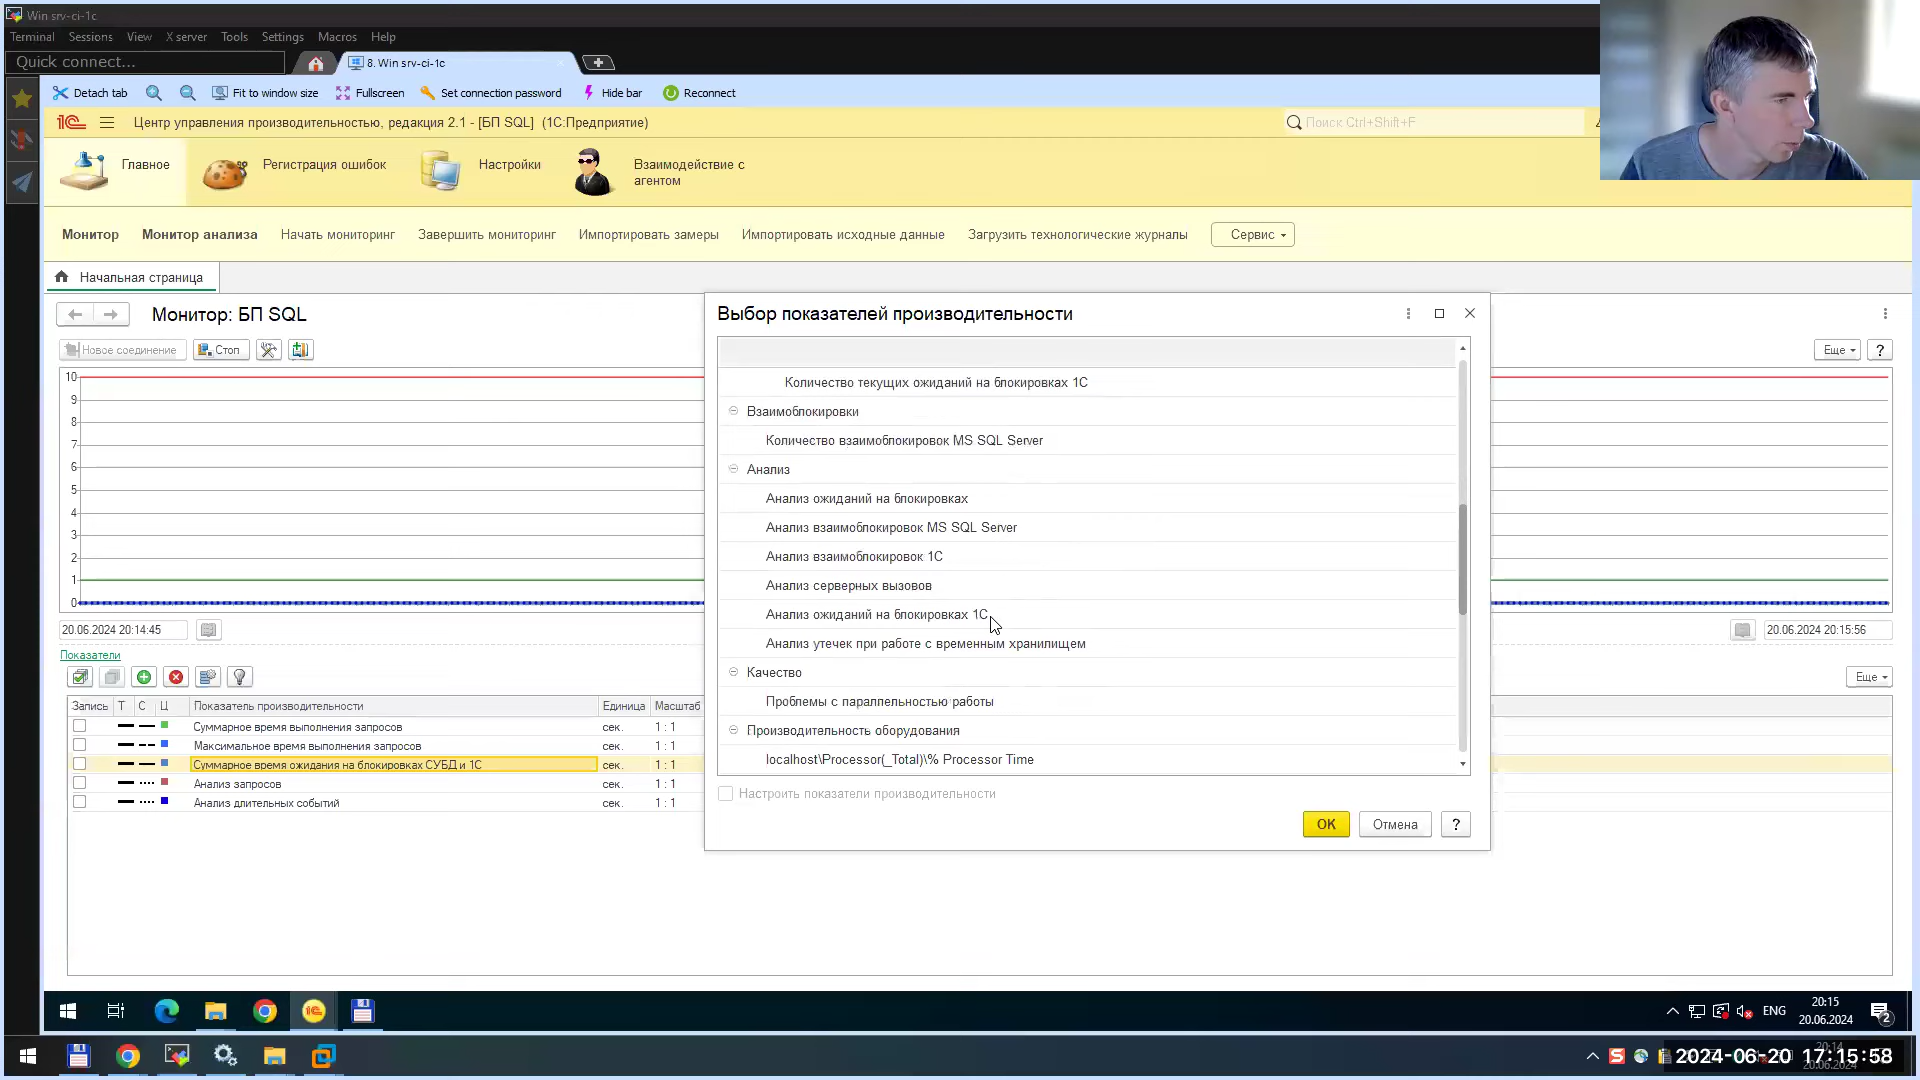 Win srv-ci-1c
Terminal Sessions View X server Tools Settings Macros Help
Quick connect...
8. Win srv-ci-1c
Detach tab Fit to window size Fullscreen Set connection password Hide bar Reconnect
1С Центр управления производительностью, редакция 2.1 - [БП SQL] (1С:Предприятие)
Поиск Ctrl+Shift+F
Главное
Регистрация ошибок
Настройки
Взаимодействие с
агентом
Монитор Монитор анализа Начать мониторинг Завершить мониторинг Импортировать замеры Импортировать исходные данные Загрузить технологические журналы Сервис
Начальная страница
Монитор: БП SQL
Новое соединение Стоп
Еще ?
10
9
8
7
6
5
4
3
2
1
0
20.06.2024 20:14:45
20.06.2024 20:15:56
Показатели
Еще
Запись Т С Ц Показатель производительности Единица Масштаб
Суммарное время выполнения запросов сек. 1 : 1
Максимальное время выполнения запросов сек. 1 : 1
Суммарное время ожидания на блокировках СУБД и 1С сек. 1 : 1
Анализ запросов сек. 1 : 1
Анализ длительных событий сек. 1 : 1
Выбор показателей производительности
Количество текущих ожиданий на блокировках 1С
Взаимоблокировки
Количество взаимоблокировок MS SQL Server
Анализ
Анализ ожиданий на блокировках
Анализ взаимоблокировок MS SQL Server
Анализ взаимоблокировок 1С
Анализ серверных вызовов
Анализ ожиданий на блокировках 1С
Анализ утечек при работе с временным хранилищем
Качество
Проблемы с параллельностью работы
Производительность оборудования
localhost\Processor(_Total)\% Processor Time
Настроить показатели производительности
ОК Отмена ?
ENG
20:15
20.06.2024
2
2024-06-20 17:15:58